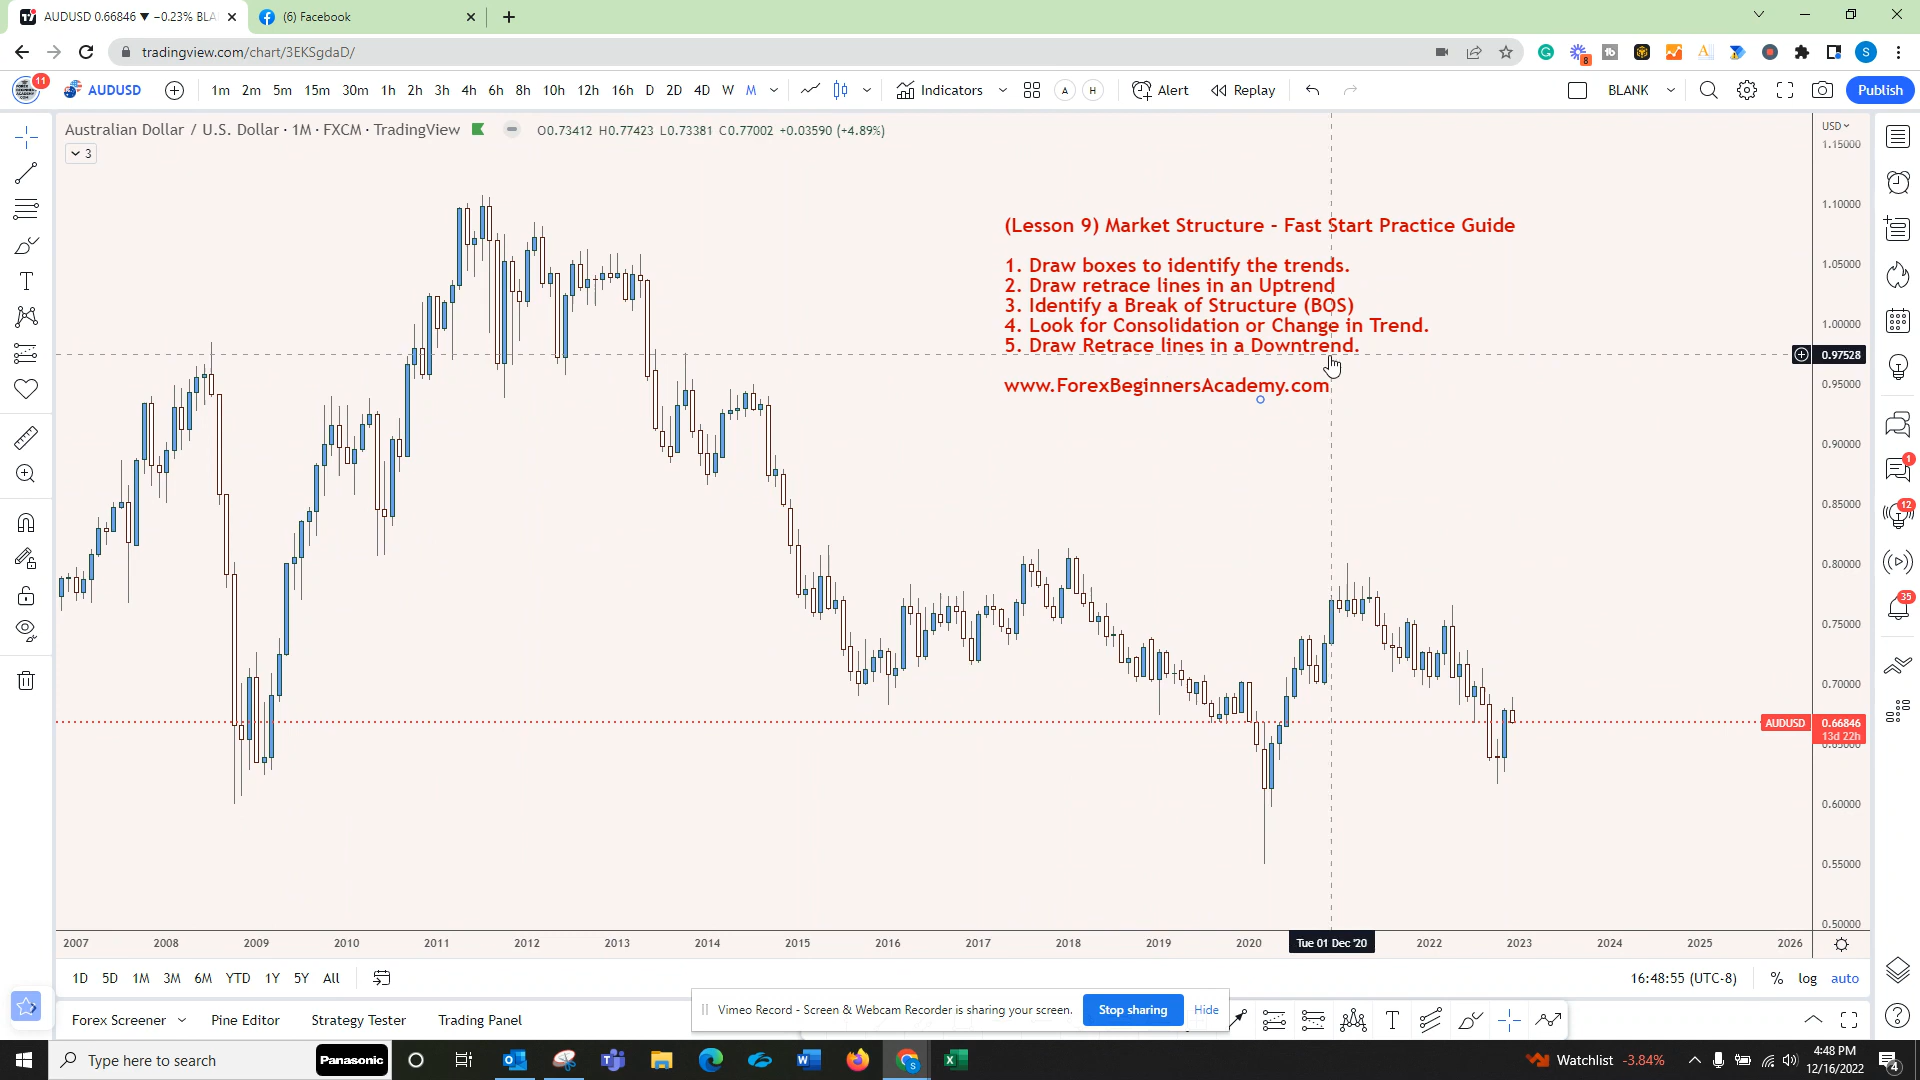 AUDUSD 0.66846 ▼ −0.23% BLA
(6) Facebook
tradingview.com/chart/3EKSgdaD/
8
S
11
AUDUSD
1m 2m 5m 15m 30m 1h 2h 3h 4h 6h 8h 10h 12h 16h D 2D 4D W M
Indicators
A H
Alert
Replay
BLANK
Publish
Australian Dollar / U.S. Dollar · 1M · FXCM · TradingView
O0.73412 H0.77423 L0.73381 C0.77002 +0.03590 (+4.89%)
3
USD
1.15000
1.10000
1.05000
1.00000
0.97528
0.95000
0.90000
0.85000
0.80000
0.75000
0.70000
AUDUSD 0.66846
13d 22h
0.65000
0.60000
0.55000
0.50000
(Lesson 9) Market Structure - Fast Start Practice Guide
1. Draw boxes to identify the trends.
2. Draw retrace lines in an Uptrend
3. Identify a Break of Structure (BOS)
4. Look for Consolidation or Change in Trend.
5. Draw Retrace lines in a Downtrend.
www.ForexBeginnersAcademy.com
1
12
35
2007 2008 2009 2010 2011 2012 2013 2014 2015 2016 2017 2018 2019 2020 Tue 01 Dec '20 2022 2023 2024 2025 2026
1D 5D 1M 3M 6M YTD 1Y 5Y All
16:48:55 (UTC-8) % log auto
Vimeo Record - Screen & Webcam Recorder is sharing your screen. Stop sharing Hide
Forex Screener Pine Editor Strategy Tester Trading Panel
Type here to search
Panasonic
Watchlist -3.84%
4:48 PM
12/16/2022
4